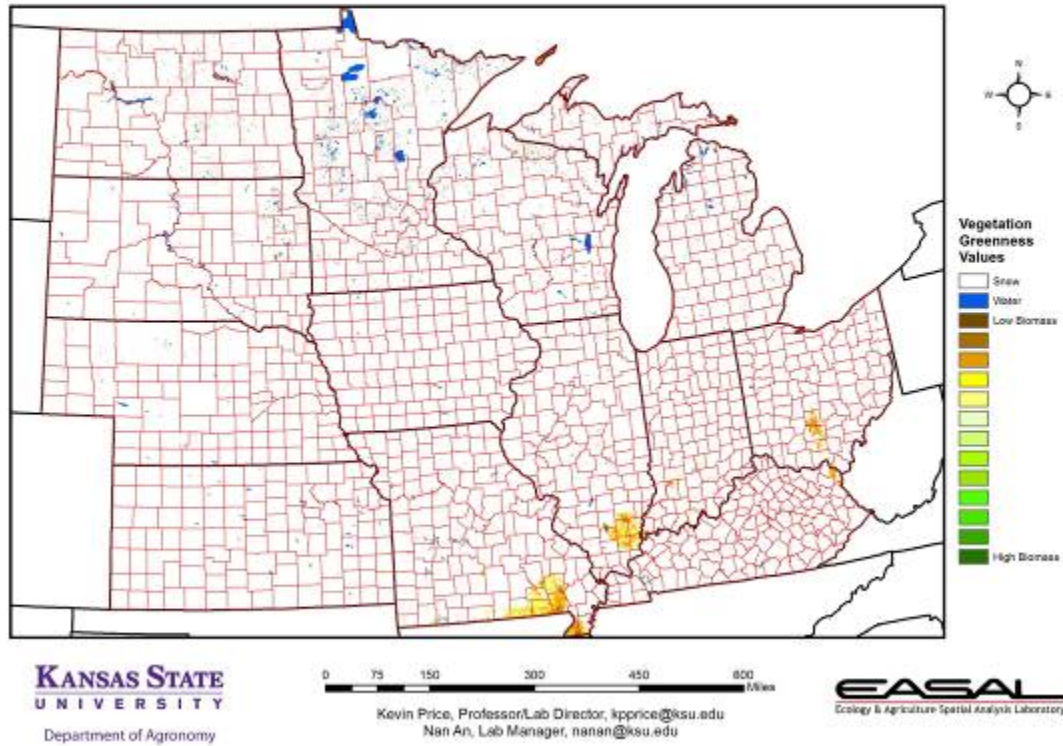 N
W
E
S
Vegetation
Greenness
Values
Snow
Water
Low Biomass
High Biomass
KANSAS STATE
UNIVERSITY
Department of Agronomy
0 75 150 300 450 600
Miles
Kevin Price, Professor/Lab Director, kpprice@ksu.edu
Nan An, Lab Manager, nanan@ksu.edu
EASAL
Ecology & Agriculture Spatial Analysis Laboratory